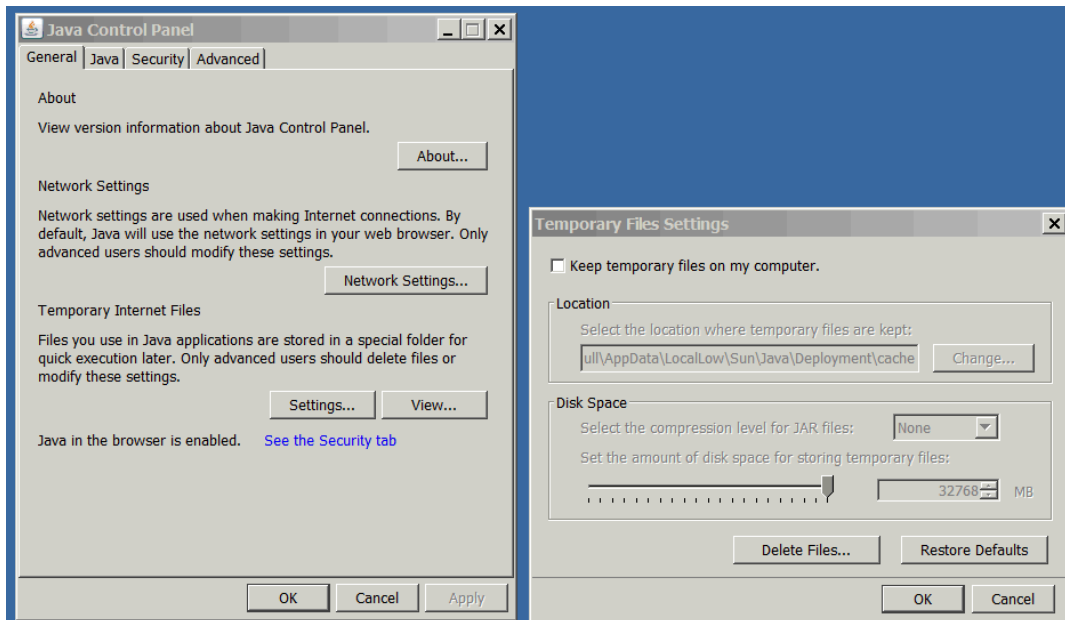 Java Control Panel
General
Java
Security
Advanced
About
View version information about Java Control Panel.
About...
Network Settings
Network settings are used when making Internet connections. By
default, Java will use the network settings in your web browser. Only
advanced users should modify these settings.
Network Settings...
Temporary Internet Files
Files you use in Java applications are stored in a special folder for
quick execution later. Only advanced users should delete files or
modify these settings.
Settings...
View...
Java in the browser is enabled. See the Security tab
OK
Cancel
Apply
Temporary Files Settings
Keep temporary files on my computer.
Location
Select the location where temporary files are kept:
ull\AppData\LocalLow\Sun\Java\Deployment\cache
Change...
Disk Space
Select the compression level for JAR files:
None
Set the amount of disk space for storing temporary files:
32768
MB
Delete Files...
Restore Defaults
OK
Cancel